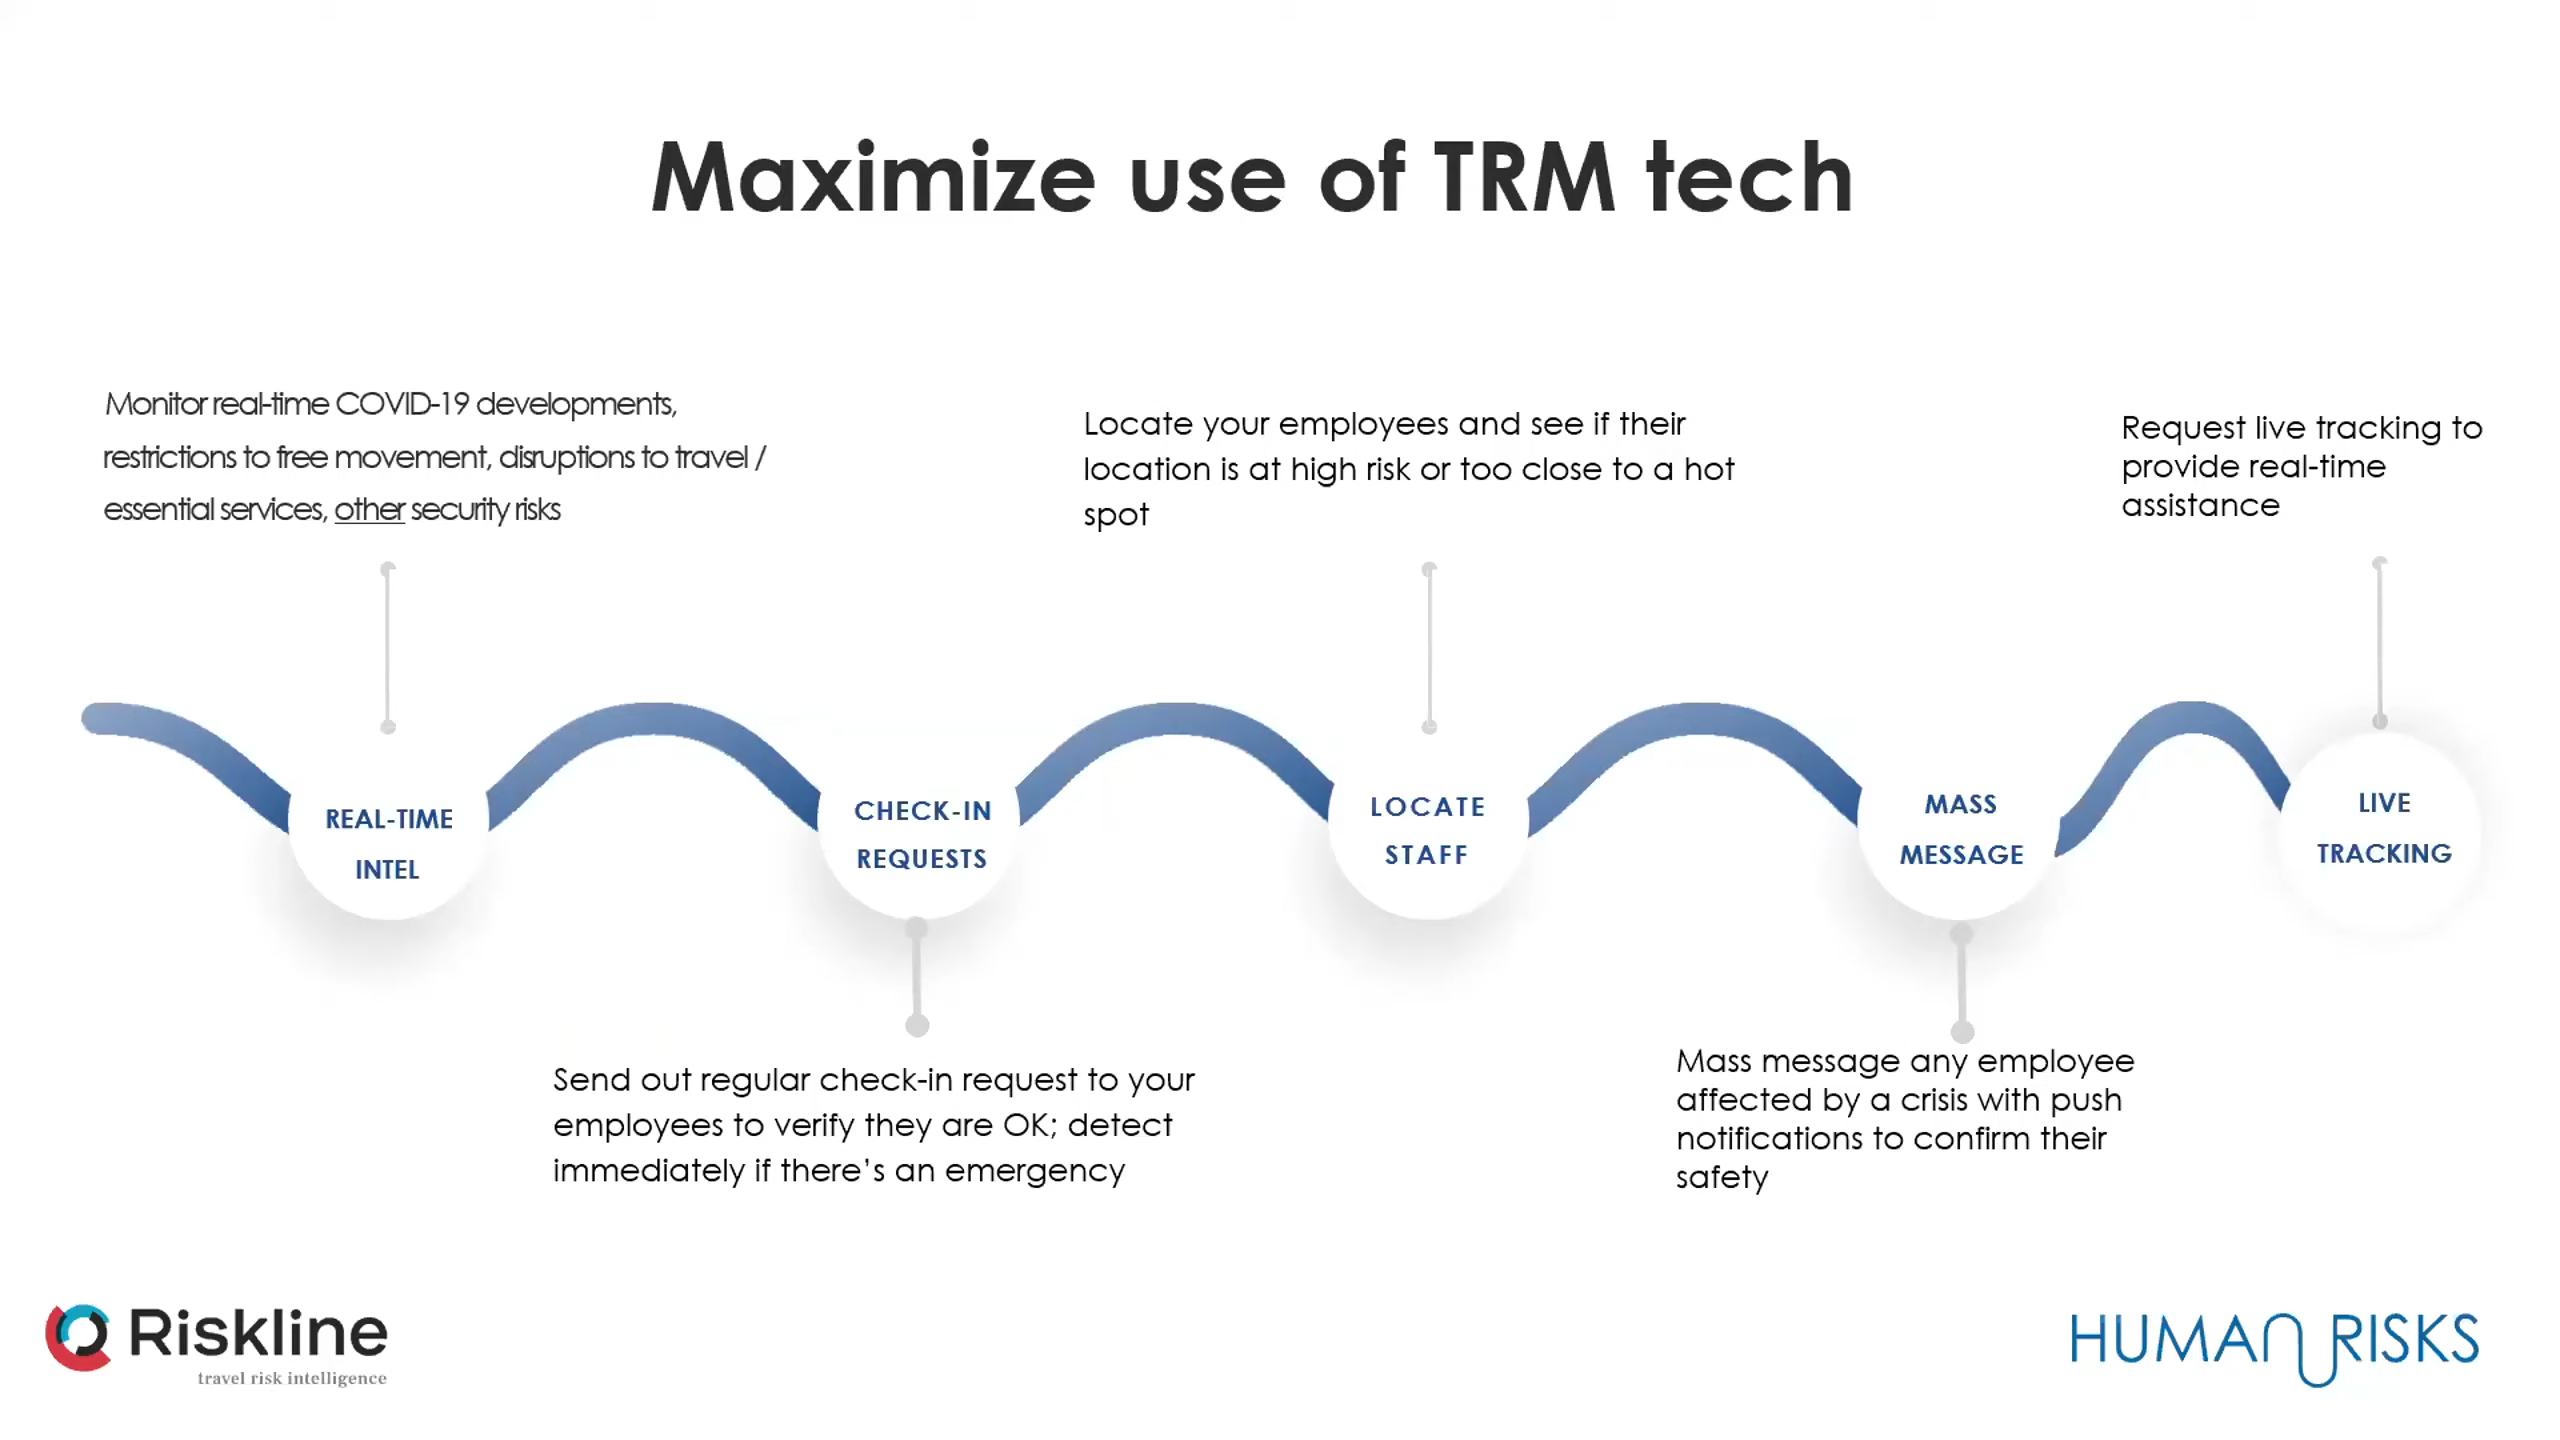 Maximize use of TRM tech
Monitor real-time COVID-19 developments,
restrictions to free movement, disruptions to travel /
essential services, other security risks
Locate your employees and see if their
location is at high risk or too close to a hot
spot
Request live tracking to
provide real-time
assistance
REAL-TIME
INTEL
CHECK-IN
REQUESTS
LOCATE
STAFF
MASS
MESSAGE
LIVE
TRACKING
Send out regular check-in request to your
employees to verify they are OK; detect
immediately if there's an emergency
Mass message any employee
affected by a crisis with push
notifications to confirm their
safety
Riskline
travel risk intelligence
HUMAN RISKS